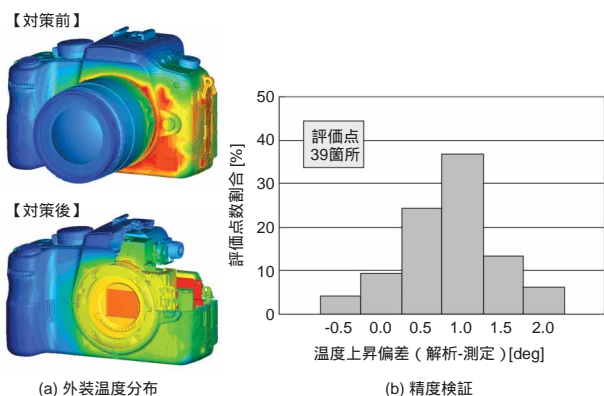 【対策前】
【対策後】
(a) 外装温度分布
評価点数割合 [%]
50
40
30
20
10
0
評価点
39箇所
-0.5 0.0 0.5 1.0 1.5 2.0
温度上昇偏差 ( 解析-測定 ) [deg]
(b) 精度検証